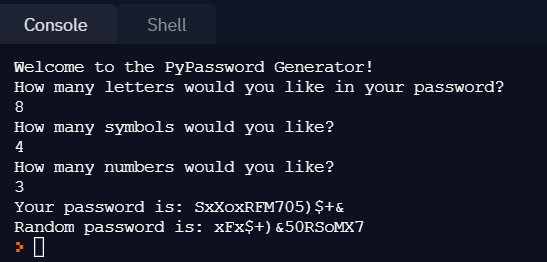 Console Shell
Welcome to the PyPassword Generator!
How many letters would you like in your password?
8
How many symbols would you like?
4
How many numbers would you like?
3
Your password is: SxXoxRFM705)$+&
Random password is: xFx$+)&50RSoMX7
>